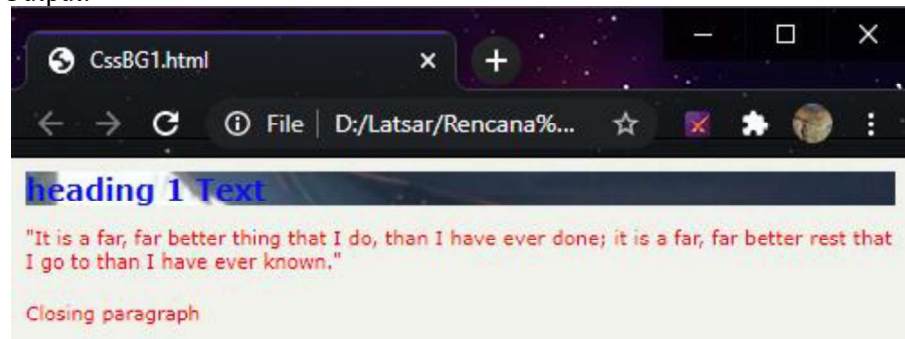 CssBG1.html
File | D:/Latsar/Rencana%...
heading 1 Text
"It is a far, far better thing that I do, than I have ever done; it is a far, far better rest that
I go to than I have ever known."
Closing paragraph